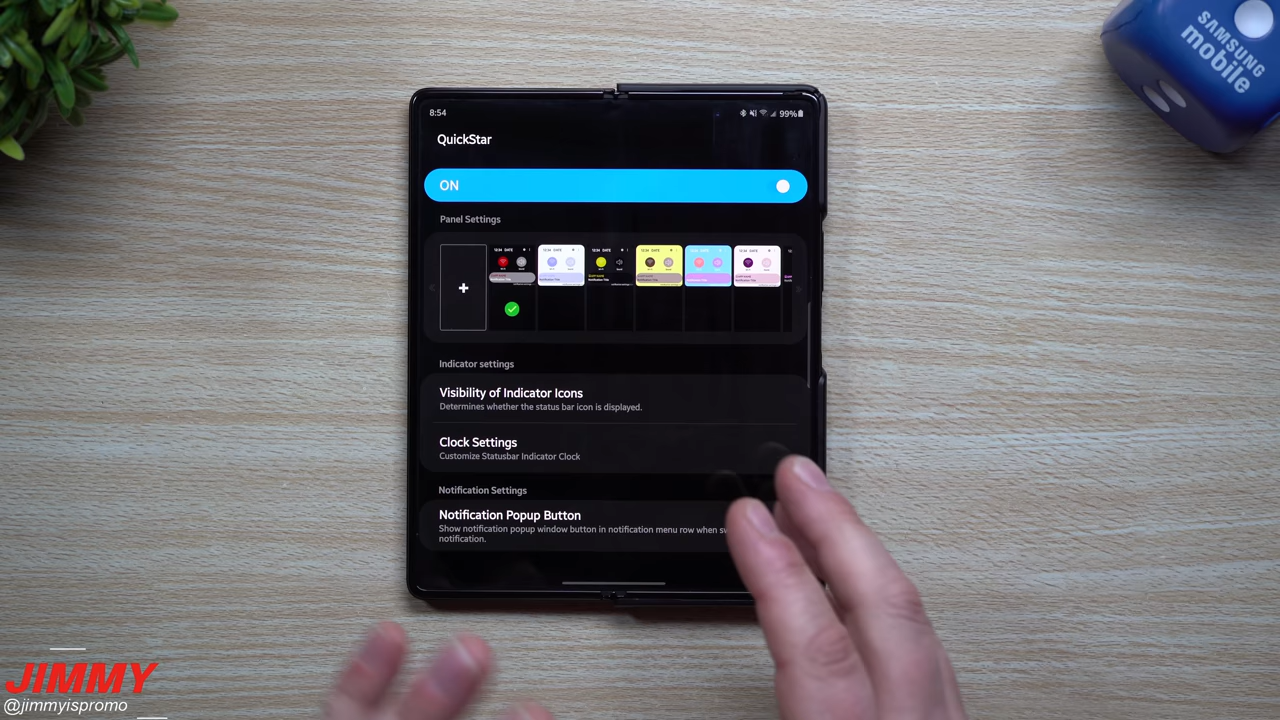 SAMSUNG
mobile
8:54
99%
QuickStar
ON
Panel Settings
+
Indicator settings
Visibility of Indicator Icons
Determines whether the status bar icon is displayed.
Clock Settings
Customize Statusbar Indicator Clock
Notification Settings
Notification Popup Button
Show notification popup window button in notification menu row when
notification.
JIMMY
@jimmyispromo